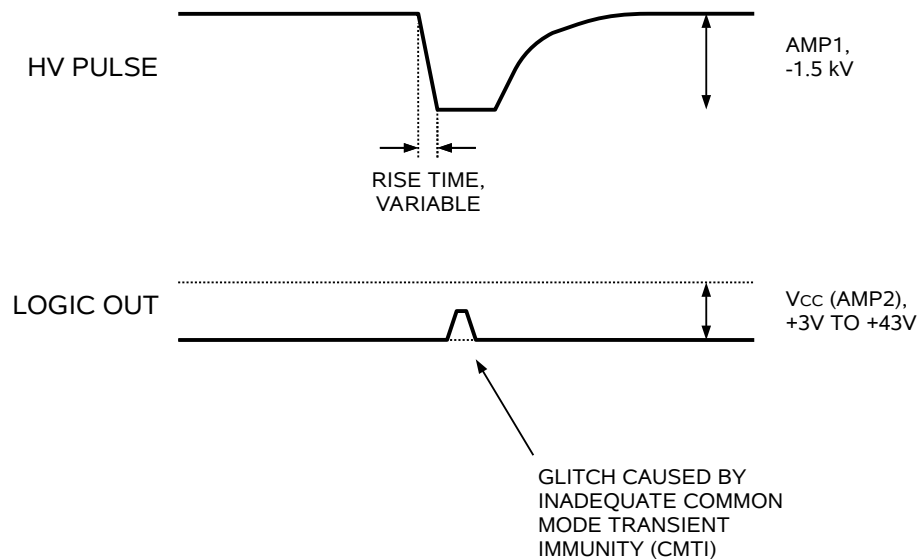 HV PULSE
AMP1,
-1.5 kV
RISE TIME,
VARIABLE
LOGIC OUT
VCC (AMP2),
+3V TO +43V
GLITCH CAUSED BY
INADEQUATE COMMON
MODE TRANSIENT
IMMUNITY (CMTI)